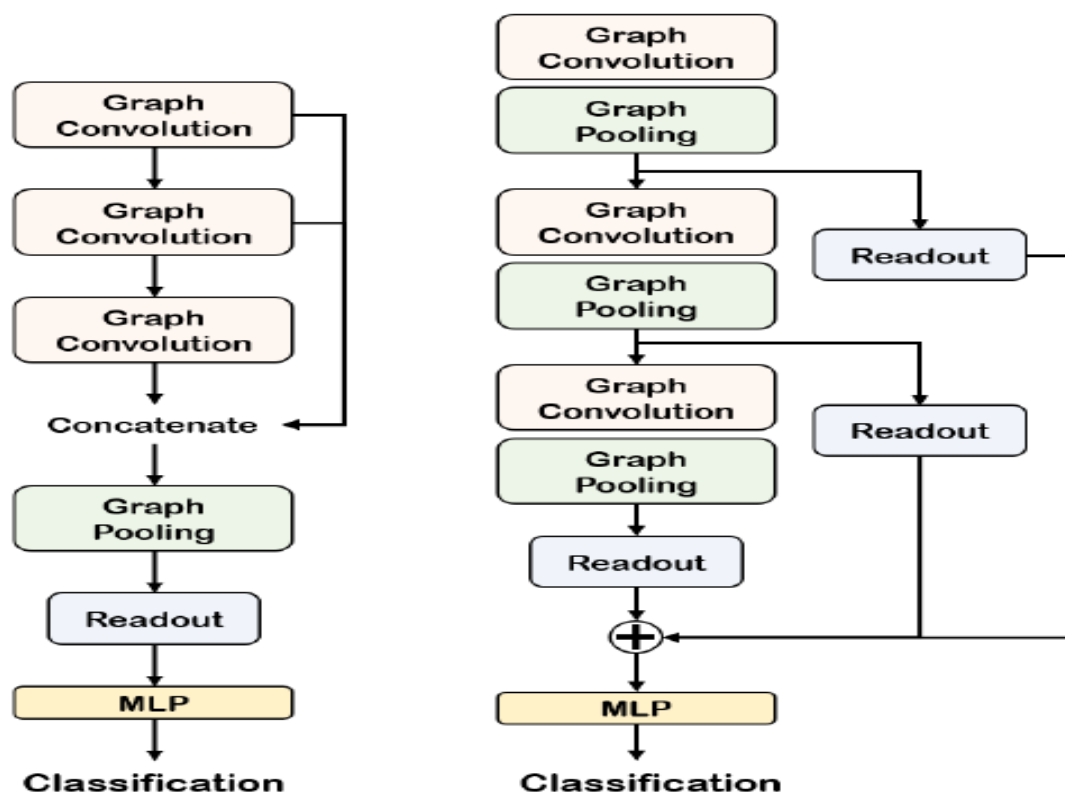 Graph
Convolution
Graph
Convolution
Graph
Convolution
Concatenate
Graph
Pooling
Readout
MLP
Classification
Graph
Convolution
Graph
Pooling
Graph
Convolution
Readout
Graph
Pooling
Graph
Convolution
Readout
Graph
Pooling
Readout
MLP
Classification